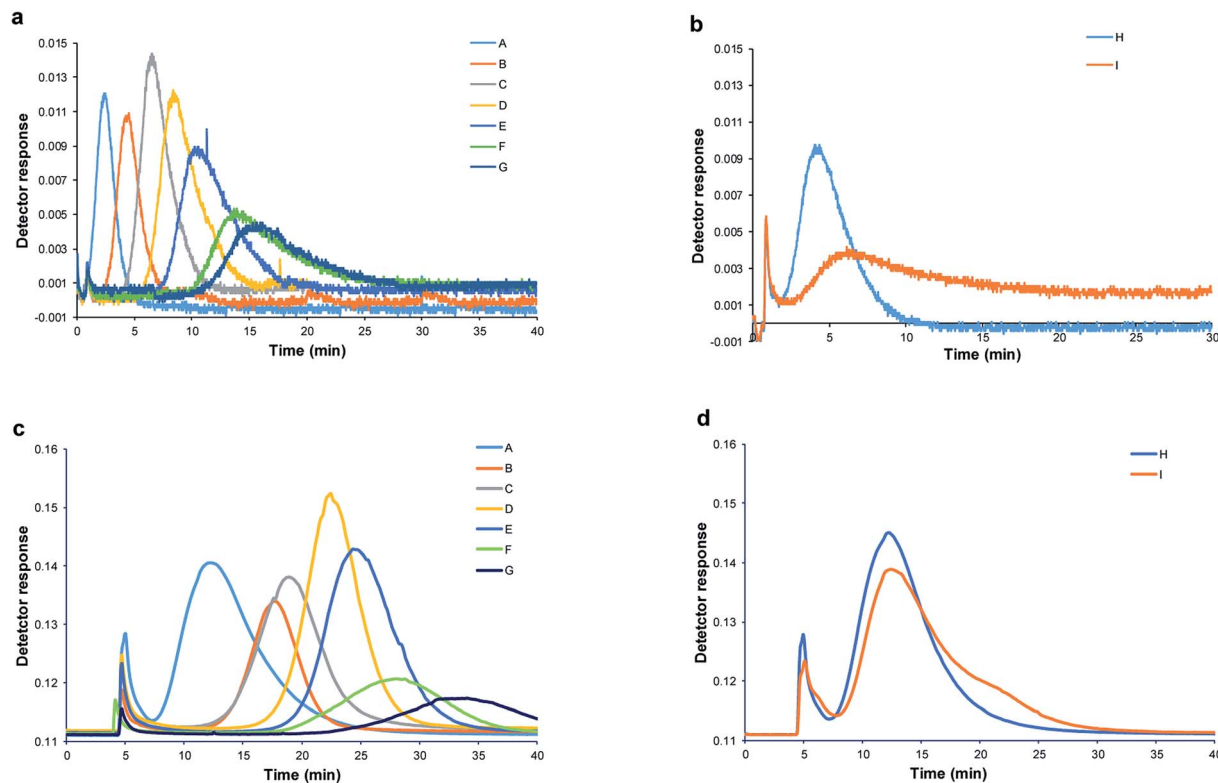 a
0.015
0.013
0.011
0.009
0.007
0.005
0.003
0.001
-0.001
Detector response
0 5 10 15 20 25 30 35 40
Time (min)
A
B
C
D
E
F
G
b
0.015
0.013
0.011
0.009
0.007
0.005
0.003
0.001
-0.001
Detector response
0 5 10 15 20 25 30
Time (min)
H
I
c
0.16
0.15
0.14
0.13
0.12
0.11
Detetctor response
0 5 10 15 20 25 30 35 40
Time (min)
A
B
C
D
E
F
G
d
0.16
0.15
0.14
0.13
0.12
0.11
Detetctor response
0 5 10 15 20 25 30 35 40
Time (min)
H
I